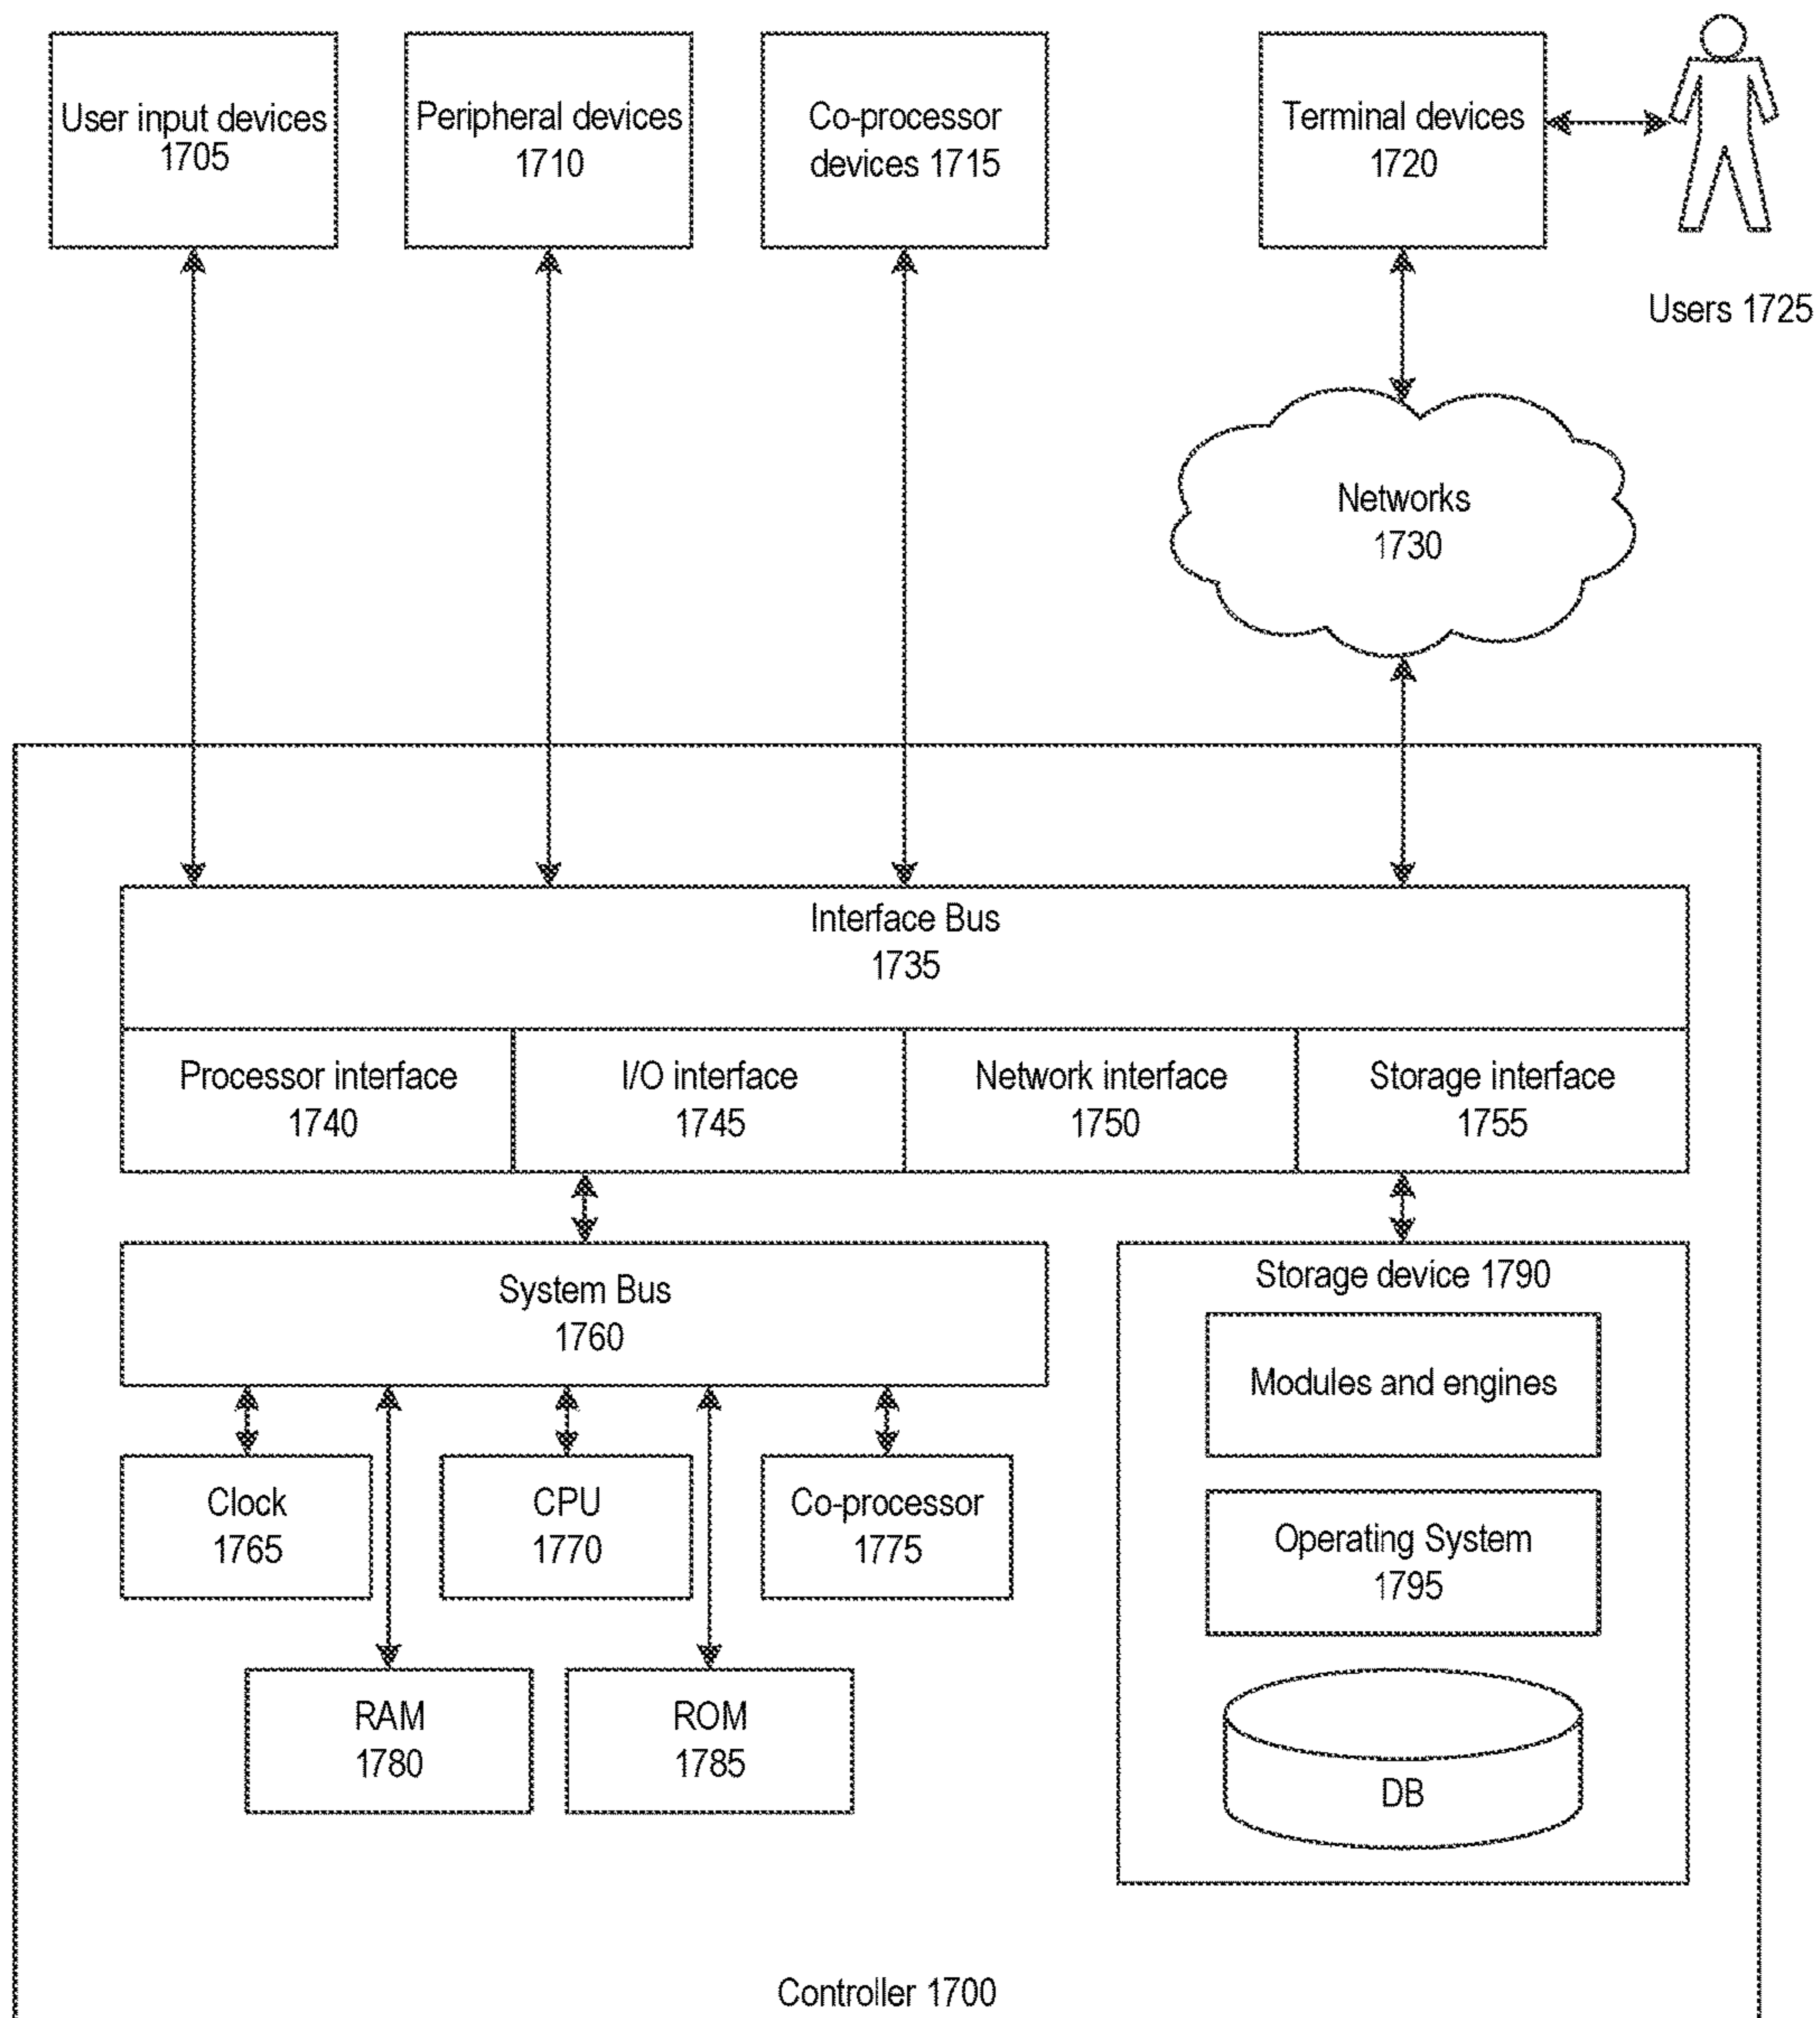 User input devices
1705
Peripheral devices
1710
Co-processor
devices 1715
Terminal devices
1720
Users 1725
Networks
1730
Interface Bus
1735
Processor interface
1740
I/O interface
1745
Network interface
1750
Storage interface
1755
System Bus
1760
Storage device 1790
Modules and engines
Clock
1765
CPU
1770
Co-processor
1775
Operating System
1795
RAM
1780
ROM
1785
DB
Controller 1700